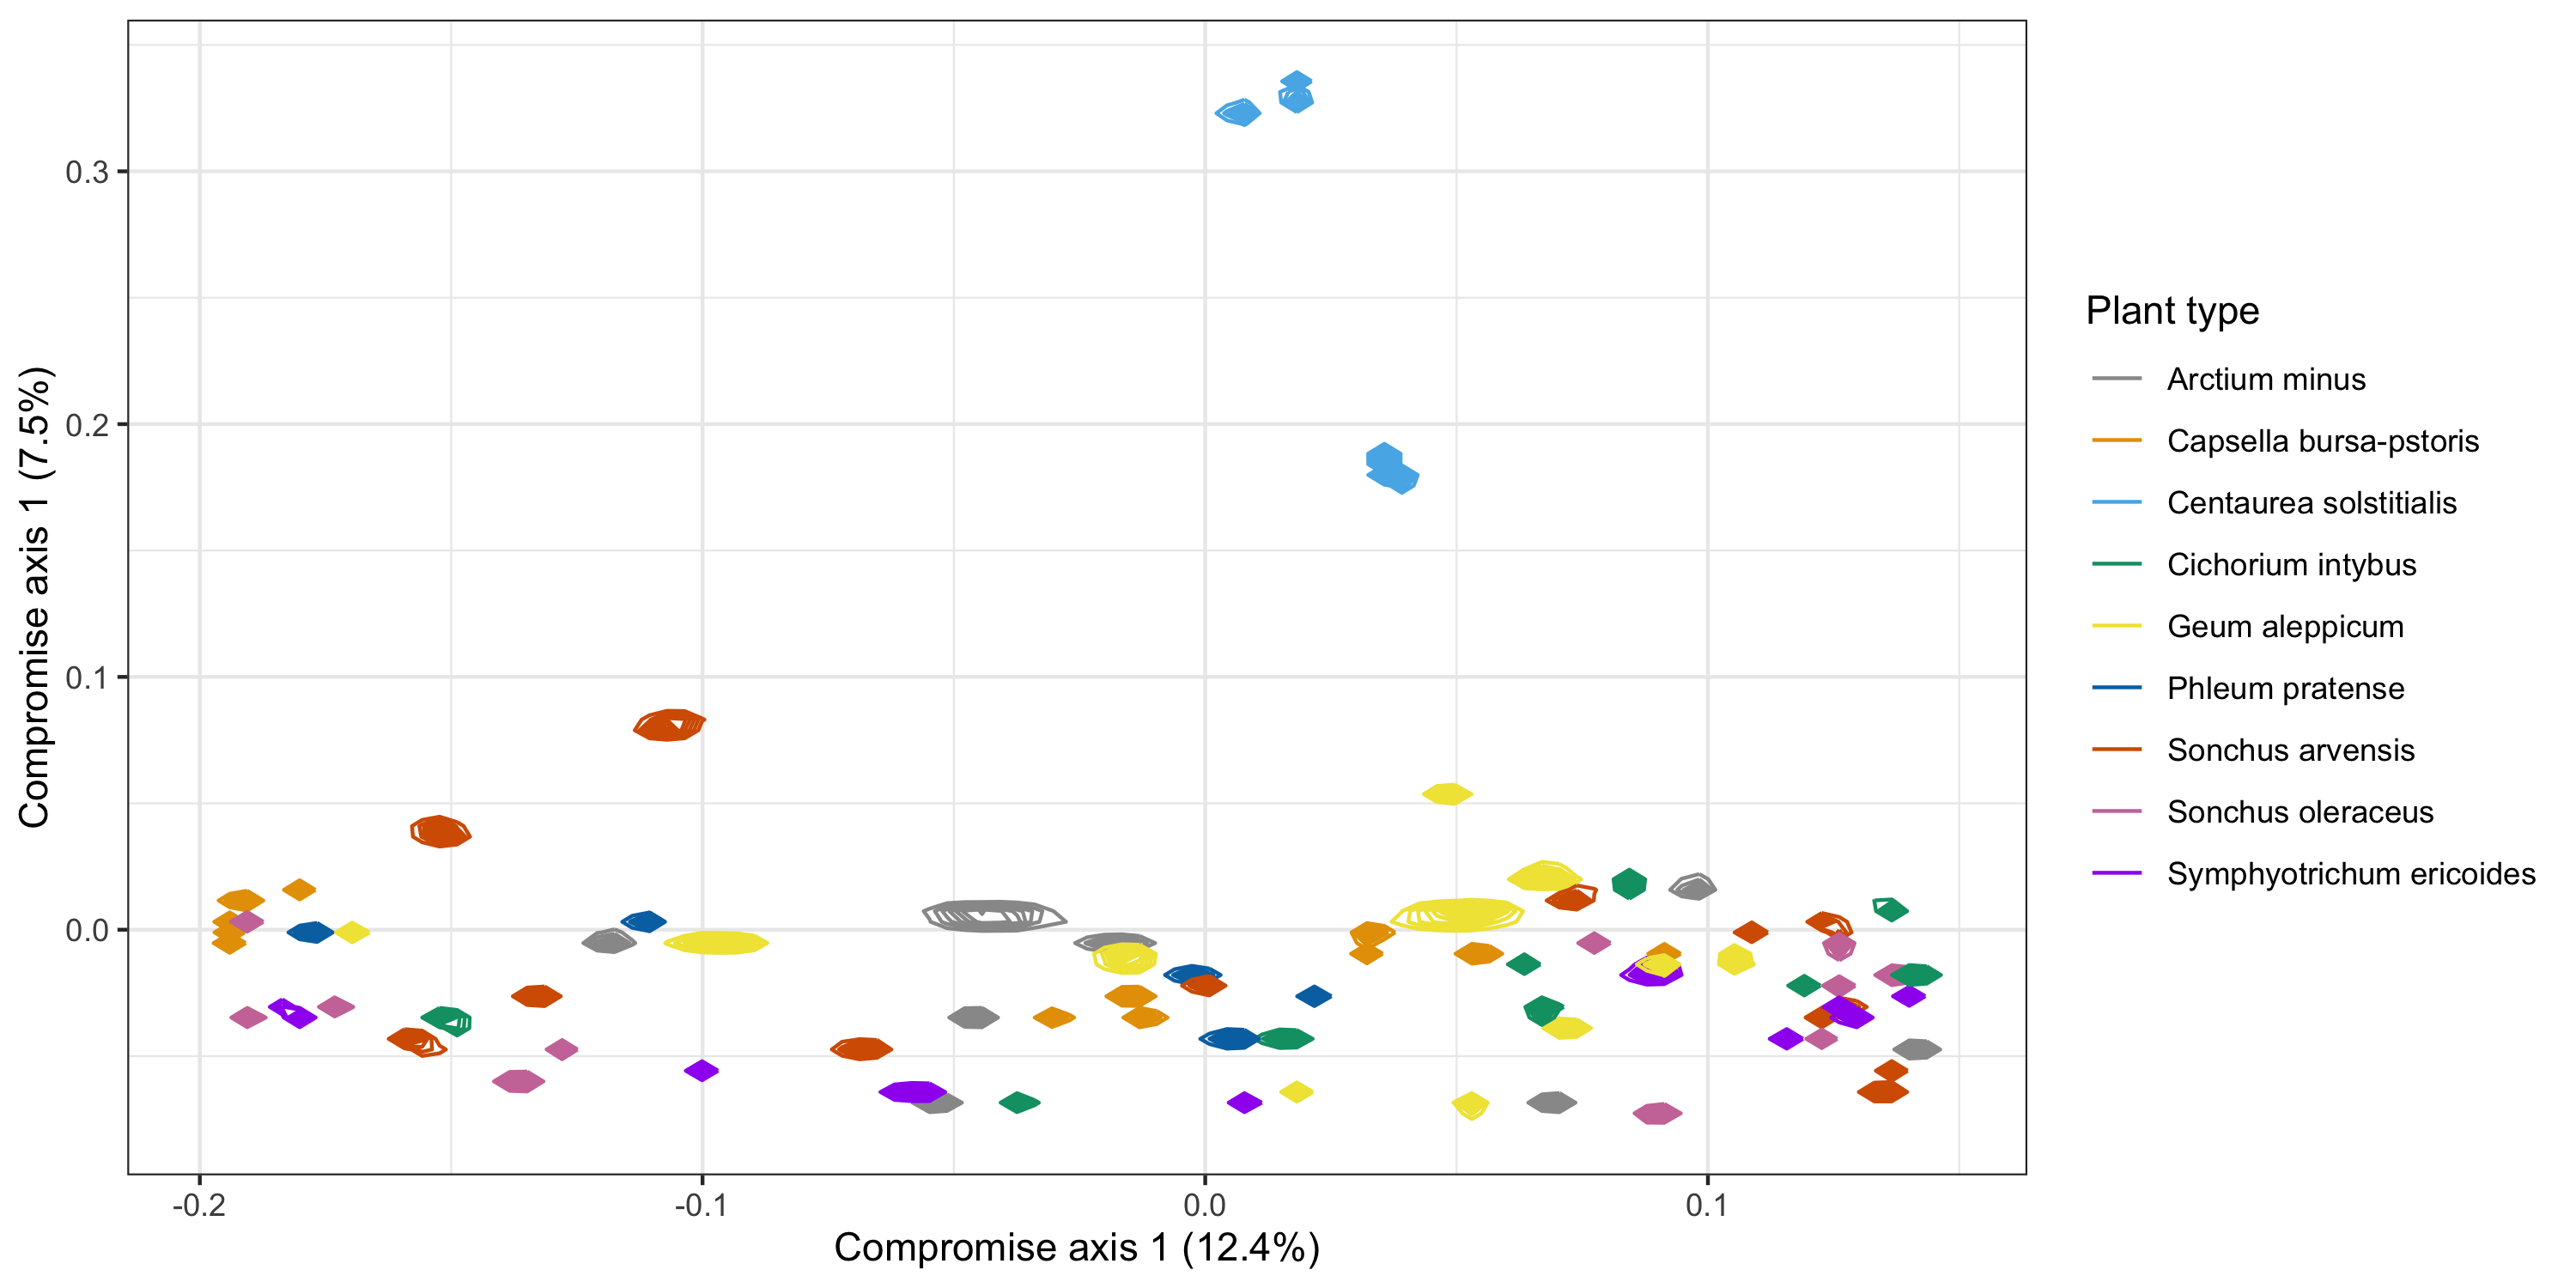 Compromise axis 1 (7.5%)
0.3
0.2
0.1
0.0
-0.2
-0.1
0.0
0.1
Compromise axis 1 (12.4%)
Plant type
Arctium minus
Capsella bursa-pstoris
Centaurea solstitialis
Cichorium intybus
Geum aleppicum
Phleum pratense
Sonchus arvensis
Sonchus oleraceus
Symphyotrichum ericoides